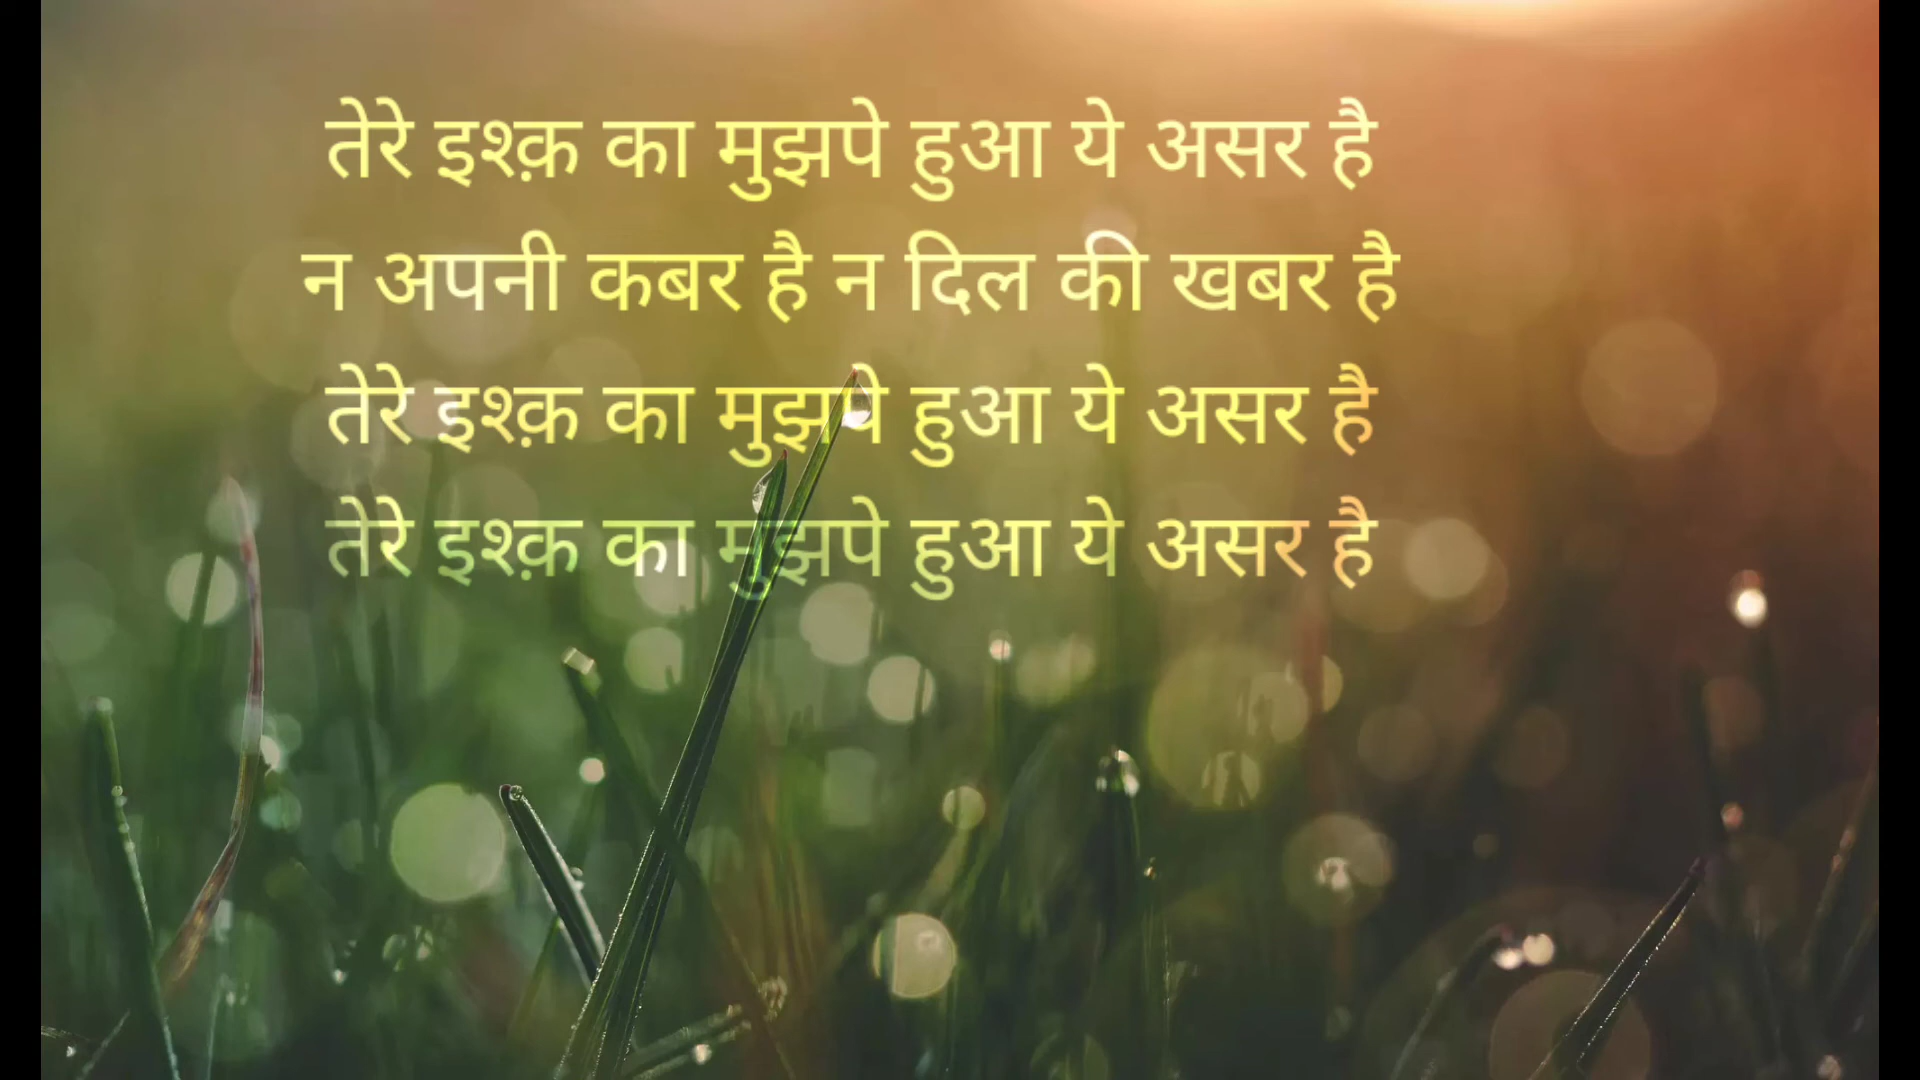 तेरे इश्क़ का मुझपे हुआ ये असर है
न अपनी कबर है न दिल की खबर है
तेरे इश्क़ का मुझपे हुआ ये असर है
तेरे इश्क़ का मुझपे हुआ ये असर है